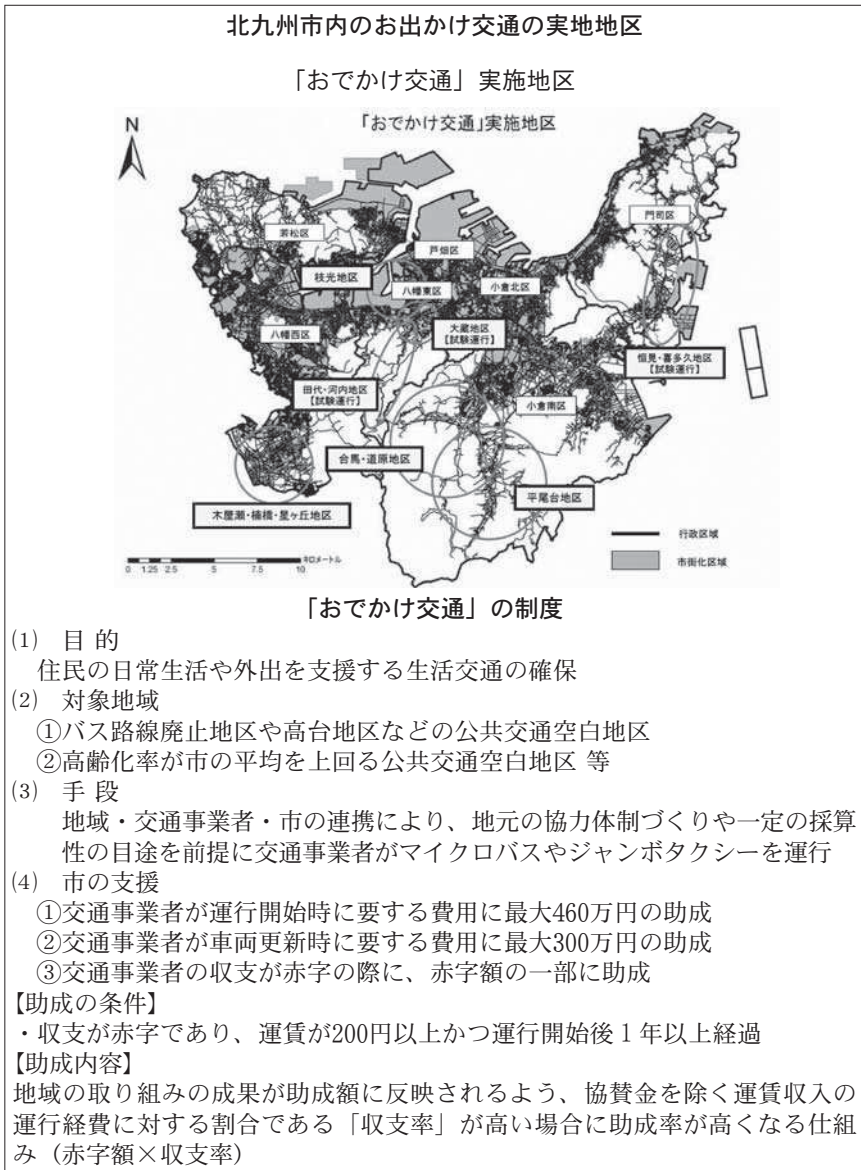 北九州市内のお出かけ交通の実地地区
「おでかけ交通」実施地区
「おでかけ交通」実施地区
N
門司区
若松区
戸畑区
枝光地区
八幡東区
小倉北区
八幡西区
大蔵地区
【試験運行】
恒見・喜多久地区
【試験運行】
田代・河内地区
【試験運行】
小倉南区
合馬・道原地区
平尾台地区
木屋瀬・楠橋・星ヶ丘地区
行政区域
市街化区域
キロメートル
0 1.25 2.5 5 7.5 10
「おでかけ交通」の制度
⑴ 目 的
住民の日常生活や外出を支援する生活交通の確保
⑵ 対象地域
①バス路線廃止地区や高台地区などの公共交通空白地区
②高齢化率が市の平均を上回る公共交通空白地区 等
⑶ 手 段
地域・交通事業者・市の連携により、地元の協力体制づくりや一定の採算
性の目途を前提に交通事業者がマイクロバスやジャンボタクシーを運行
⑷ 市の支援
①交通事業者が運行開始時に要する費用に最大460万円の助成
②交通事業者が車両更新時に要する費用に最大300万円の助成
③交通事業者の収支が赤字の際に、赤字額の一部に助成
【助成の条件】
・収支が赤字であり、運賃が200円以上かつ運行開始後1年以上経過
【助成内容】
地域の取り組みの成果が助成額に反映されるよう、協賛金を除く運賃収入の
運行経費に対する割合である「収支率」が高い場合に助成率が高くなる仕組
み（赤字額×収支率）